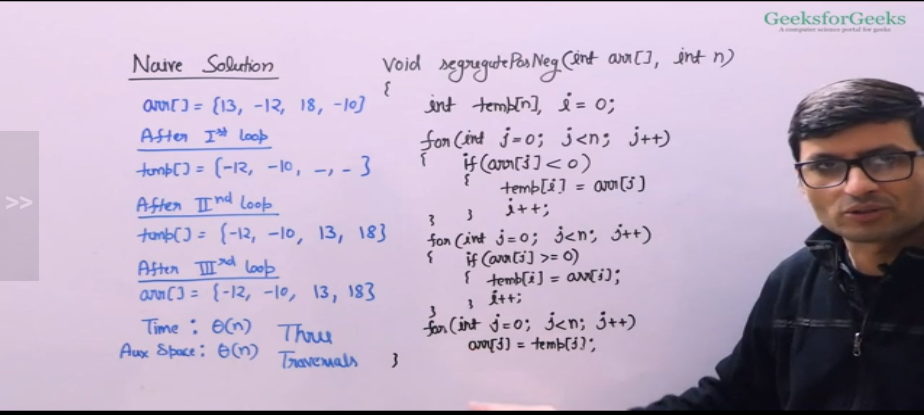 GeeksforGeeks
A computer science portal for geeks
>>
Naive Solution
arr[] = {13, -12, 18, -10}
After Ist loop
temp[] = {-12, -10, -, - }
After IInd loop
temp[] = {-12, -10, 13, 18}
After IIIrd loop
arr[] = {-12, -10, 13, 18}
Time : θ(n)
Aux Space : θ(n)
Three
Traversals
void segregatePosNeg(int arr[], int n)
{
int temp[n], i = 0;
for(int j=0; j<n; j++)
{ if(arr[j] < 0)
{ temp[i] = arr[j]
i++;
} }
for(int j=0; j<n; j++)
{ if(arr[j] >= 0)
{ temp[i] = arr[j];
i++;
} }
for(int j=0; j<n; j++)
arr[j] = temp[j];
}